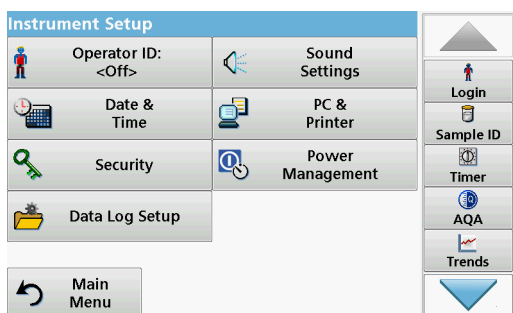 Instrument Setup
Operator ID:
<Off>
Sound
Settings
Date &
Time
PC &
Printer
Security
Power
Management
Data Log Setup
Main
Menu
Login
Sample ID
Timer
AQA
Trends